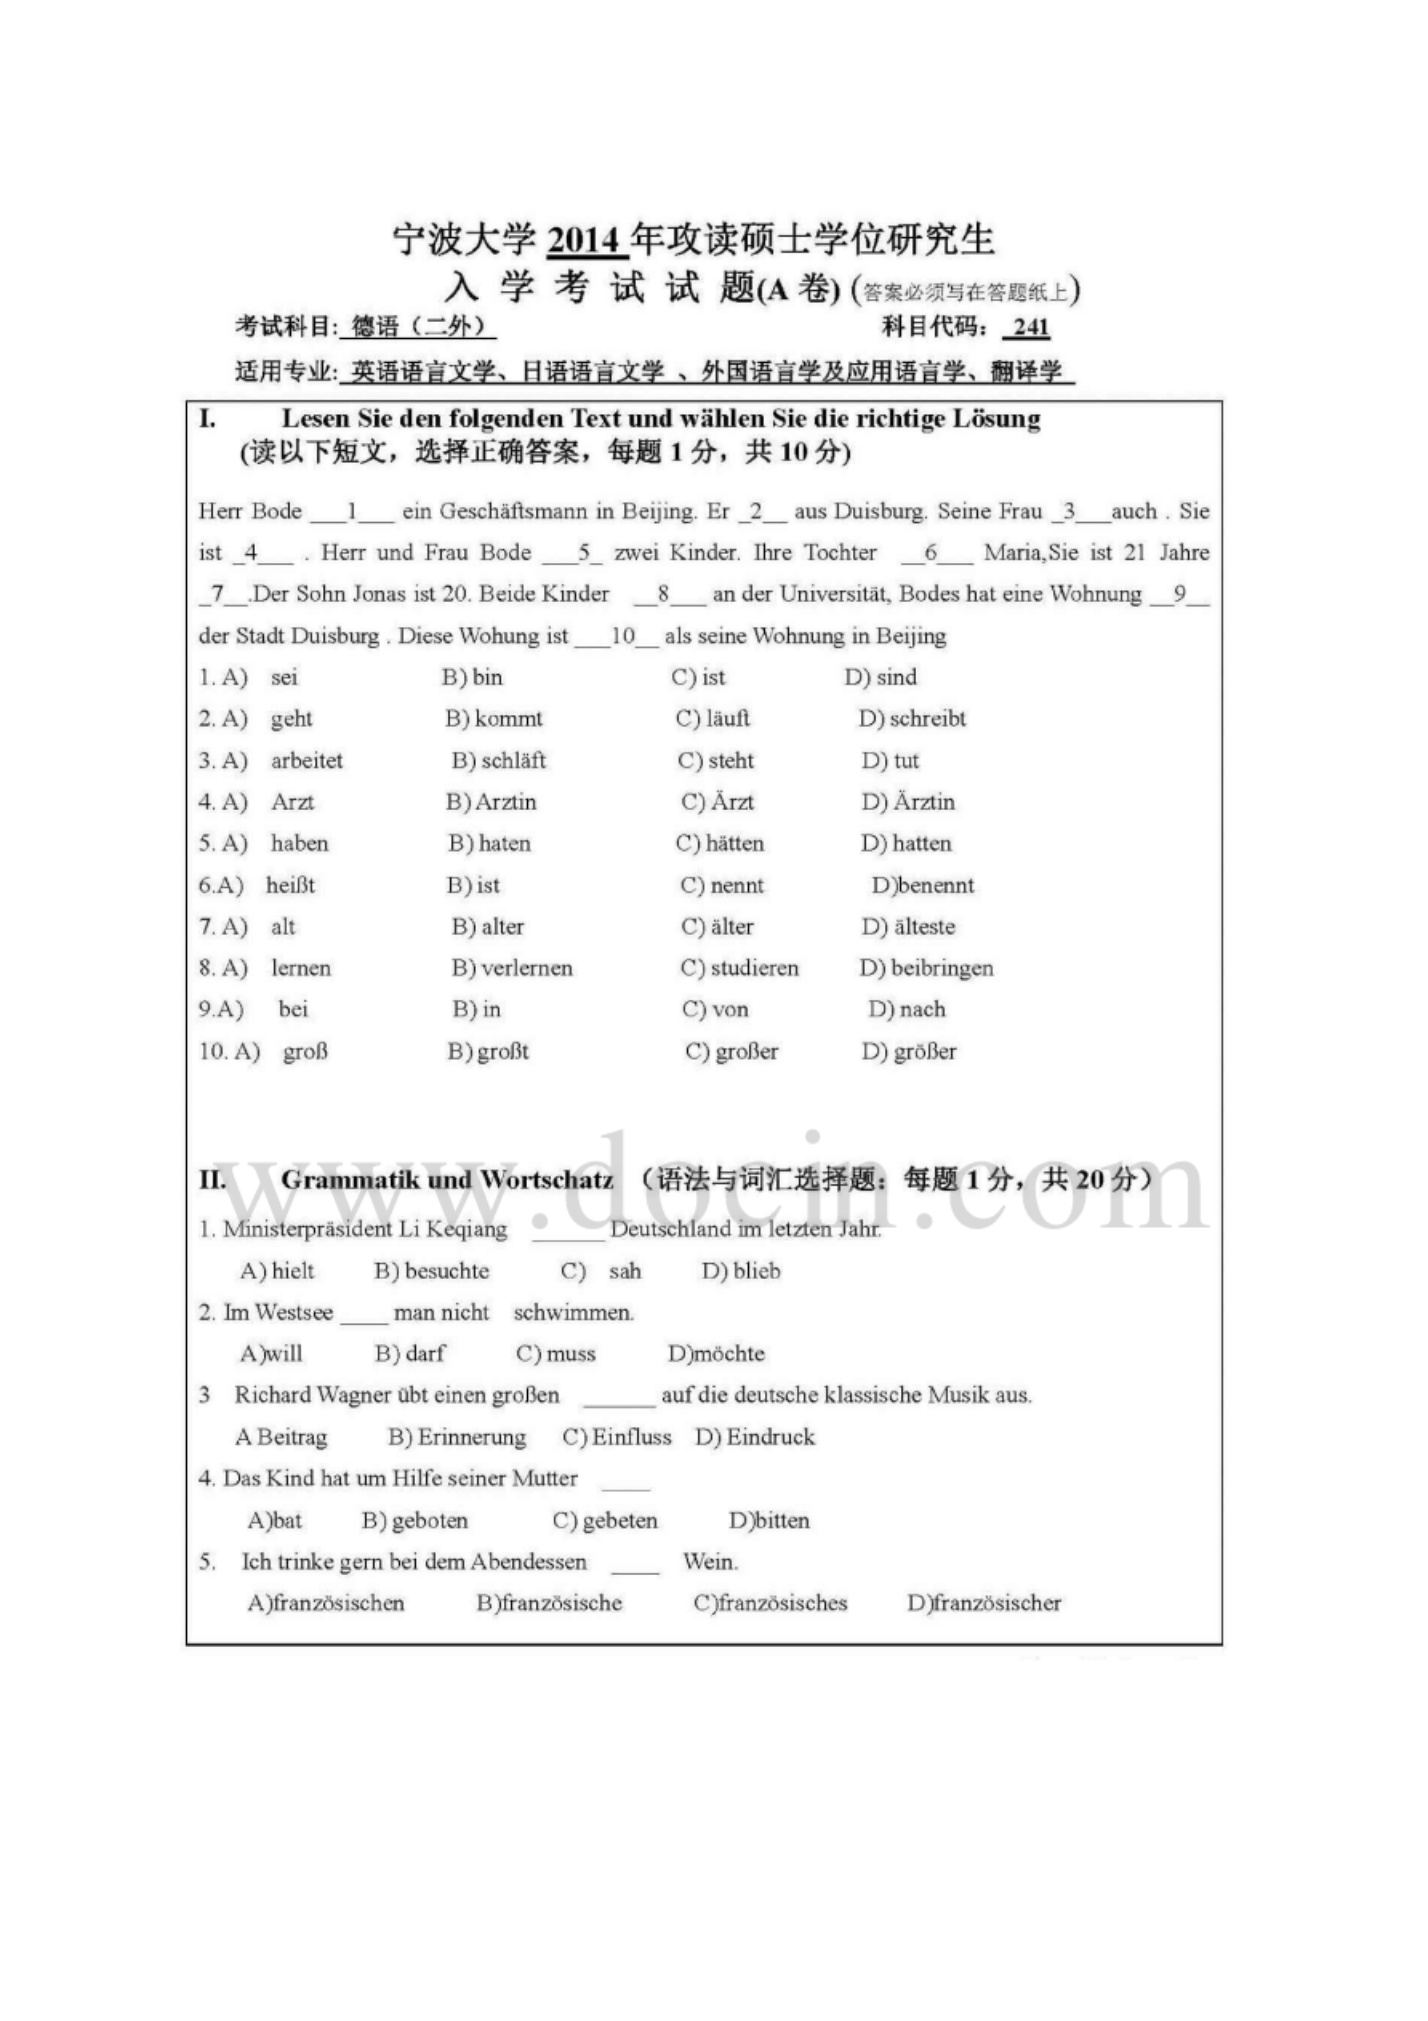 宁波大学 2014 年攻读硕士学位研究生
入 学 考 试 试 题(A 卷) (答案必须写在答题纸上)
考试科目: 德语（二外） 科目代码： 241
适用专业: 英语语言文学、日语语言文学 、外国语言学及应用语言学、翻译学
I. Lesen Sie den folgenden Text und wählen Sie die richtige Lösung
(读以下短文，选择正确答案，每题 1 分，共 10 分)
Herr Bode ___1___ ein Geschäftsmann in Beijing. Er _2__ aus Duisburg. Seine Frau _3___auch . Sie
ist _4___ . Herr und Frau Bode ___5_ zwei Kinder. Ihre Tochter __6___ Maria,Sie ist 21 Jahre
_7__.Der Sohn Jonas ist 20. Beide Kinder __8___ an der Universität, Bodes hat eine Wohnung __9__
der Stadt Duisburg . Diese Wohung ist ___10__ als seine Wohnung in Beijing
1. A) sei B) bin C) ist D) sind
2. A) geht B) kommt C) läuft D) schreibt
3. A) arbeitet B) schläft C) steht D) tut
4. A) Arzt B) Arztin C) Ärzt D) Ärztin
5. A) haben B) haten C) hätten D) hatten
6.A) heißt B) ist C) nennt D)benennt
7. A) alt B) alter C) älter D) älteste
8. A) lernen B) verlernen C) studieren D) beibringen
9.A) bei B) in C) von D) nach
10. A) groß B) großt C) großer D) größer
www.docin.com
II. Grammatik und Wortschatz （语法与词汇选择题：每题 1 分，共 20 分）
1. Ministerpräsident Li Keqiang ______ Deutschland im letzten Jahr.
A) hielt B) besuchte C) sah D) blieb
2. Im Westsee ____ man nicht schwimmen.
A)will B) darf C) muss D)möchte
3 Richard Wagner übt einen großen ______ auf die deutsche klassische Musik aus.
A Beitrag B) Erinnerung C) Einfluss D) Eindruck
4. Das Kind hat um Hilfe seiner Mutter ____
A)bat B) geboten C) gebeten D)bitten
5. Ich trinke gern bei dem Abendessen ____ Wein.
A)französischen B)französische C)französisches D)französischer